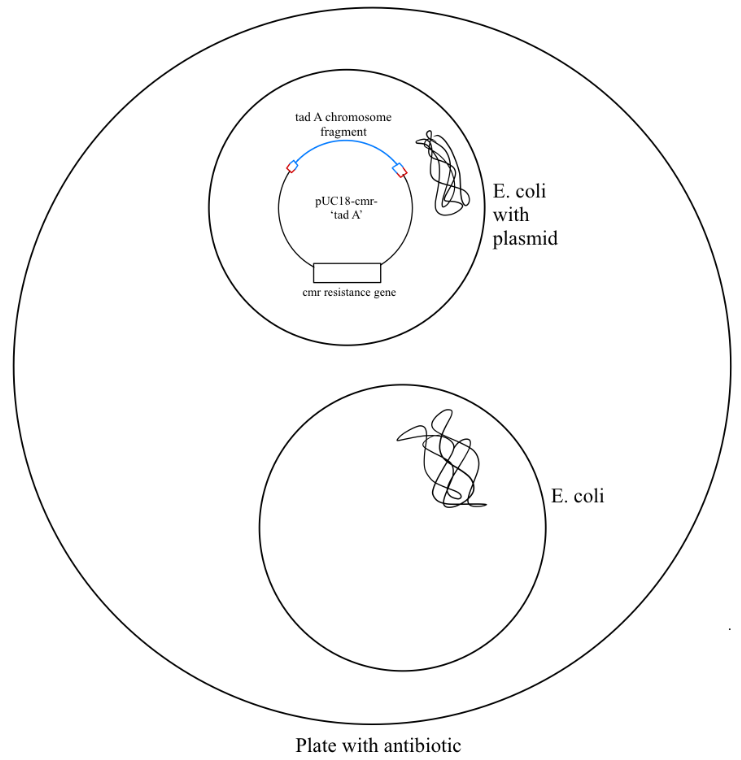 tad A chromosome
fragment
pUC18-cmr-
‘tad A’
cmr resistance gene
E. coli
with
plasmid
E. coli
Plate with antibiotic